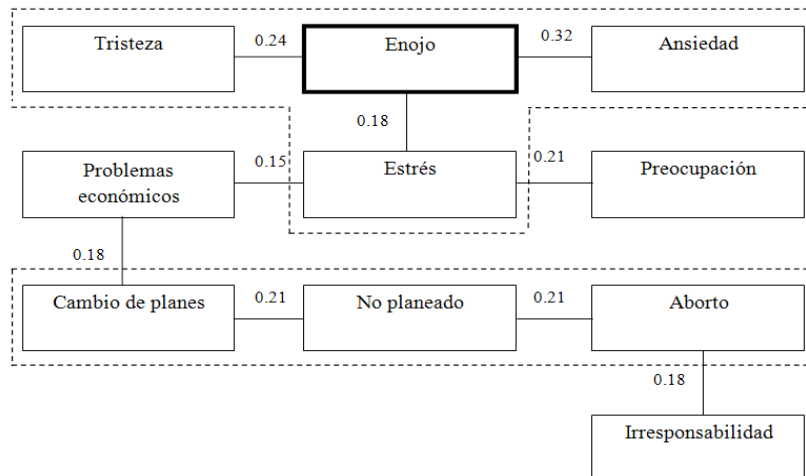 Tristeza
0.24
Enojo
0.32
Ansiedad
0.18
Problemas
económicos
0.15
Estrés
0.21
Preocupación
0.18
Cambio de planes
0.21
No planeado
0.21
Aborto
0.18
Irresponsabilidad